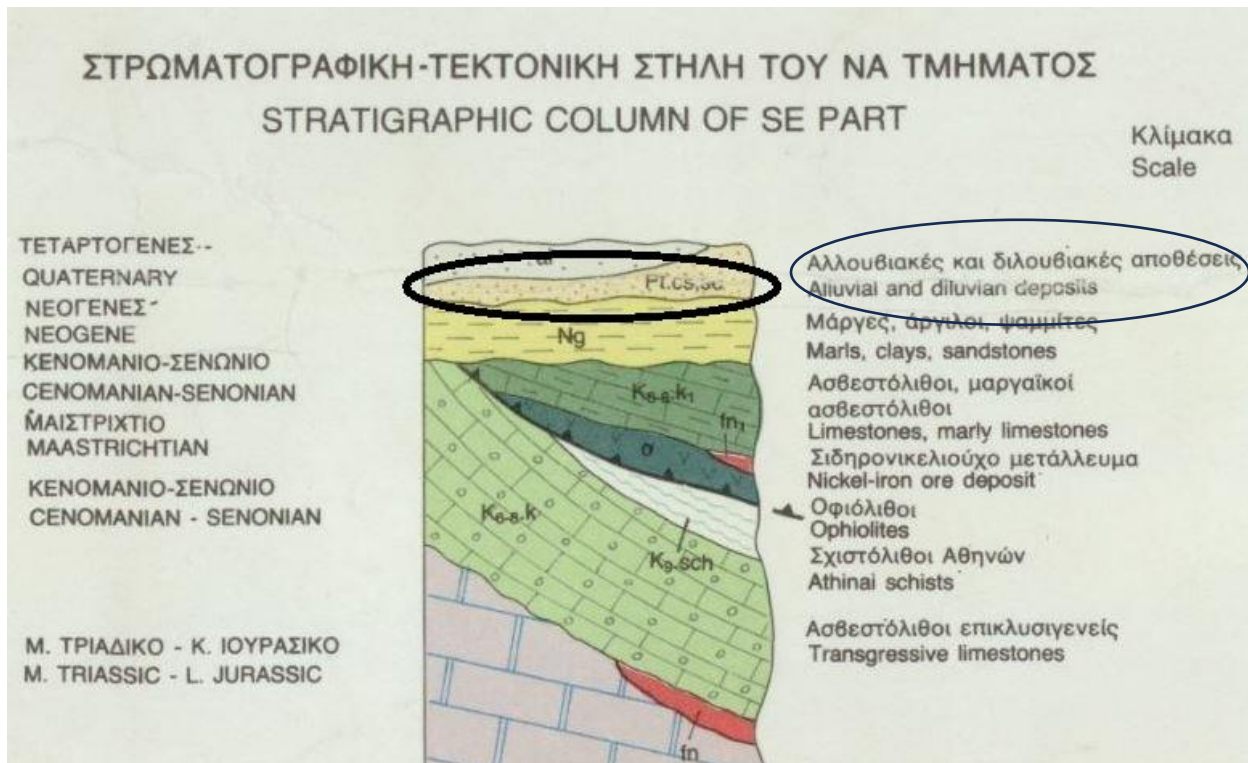 ΣΤΡΩΜΑΤΟΓΡΑΦΙΚΗ-ΤΕΚΤΟΝΙΚΗ ΣΤΗΛΗ ΤΟΥ ΝΑ ΤΜΗΜΑΤΟΣ
STRATIGRAPHIC COLUMN OF SE PART
Κλίμακα
Scale
ΤΕΤΑΡΤΟΓΕΝΕΣ--
QUATERNARY
ΝΕΟΓΕΝΕΣ-
NEOGENE
ΚΕΝΟΜΑΝΙΟ-ΣΕΝΩΝΙΟ
CENOMANIAN-SENONIAN
ΜΑΙΣΤΡΙΧΤΙΟ
MAASTRICHTIAN
ΚΕΝΟΜΑΝΙΟ-ΣΕΝΩΝΙΟ
CENOMANIAN - SENONIAN
Μ. ΤΡΙΑΔΙΚΟ - Κ. ΙΟΥΡΑΣΙΚΟ
M. TRIASSIC - L. JURASSIC
al
Ng
K6-8.k1
fn1
σ
K6-8.k
K9.sch
fn
Αλλουβιακές και διλουβιακές αποθέσεις
Alluvial and diluvian deposits
Μάργες, άργιλοι, ψαμμίτες
Marls, clays, sandstones
Ασβεστόλιθοι, μαργαϊκοί
ασβεστόλιθοι
Limestones, marly limestones
Σιδηρονικελιούχο μετάλλευμα
Nickel-iron ore deposit
Οφιόλιθοι
Ophiolites
Σχιστόλιθοι Αθηνών
Athinai schists
Ασβεστόλιθοι επικλυσιγενείς
Transgressive limestones